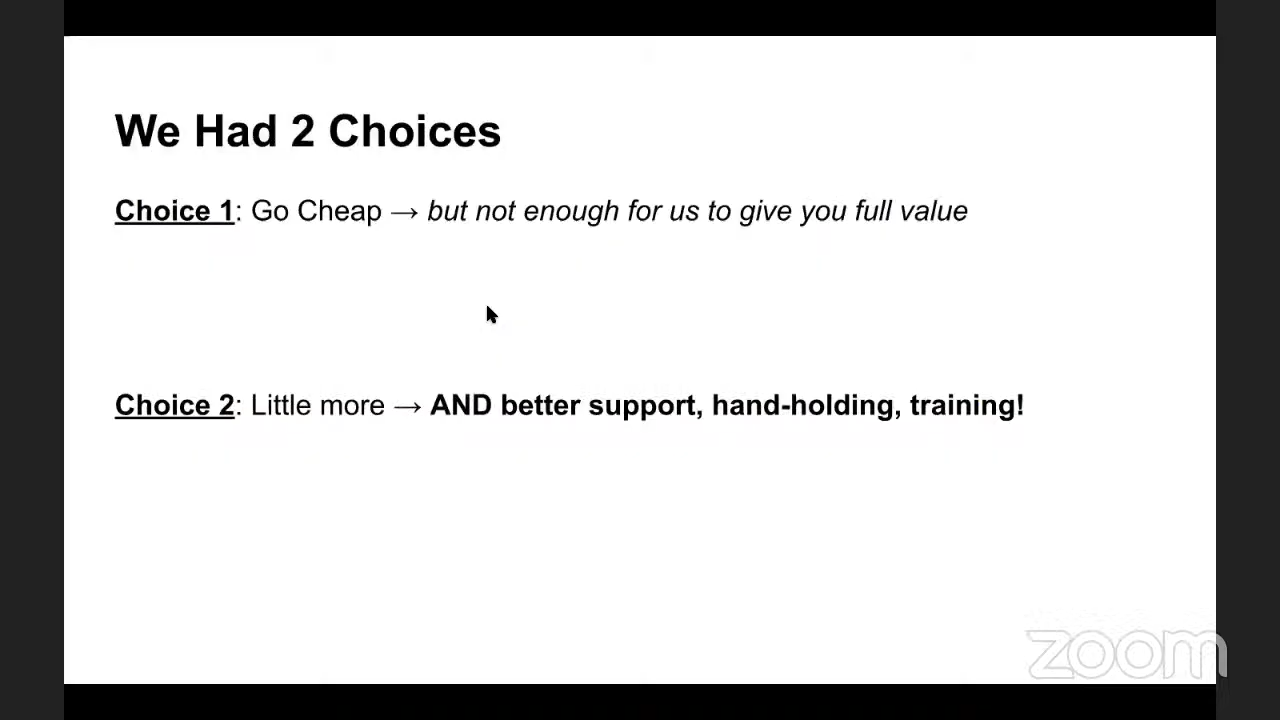 We Had 2 Choices
Choice 1: Go Cheap → but not enough for us to give you full value
Choice 2: Little more → AND better support, hand-holding, training!
zoom